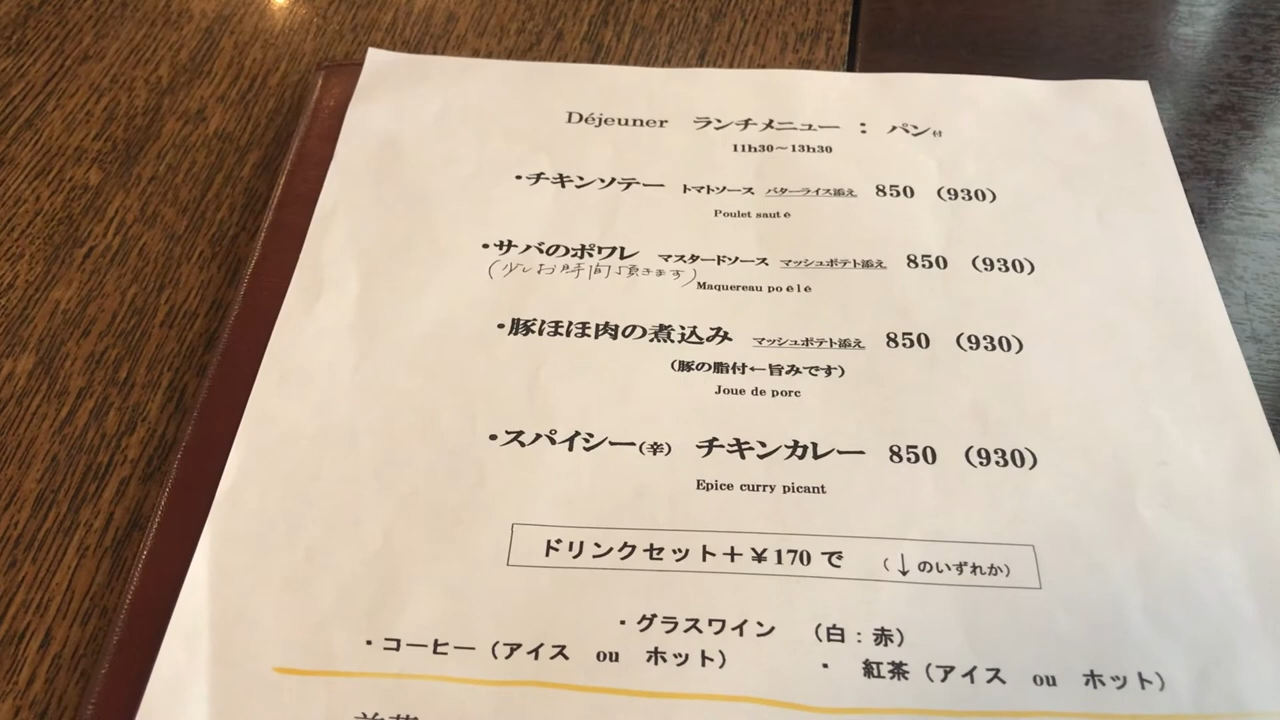 Déjeuner ランチメニュー : パン付
11h30~13h30
・チキンソテー トマトソース バターライス添え 850 (930)
Poulet sauté
・サバのポワレ マスタードソース マッシュポテト添え 850 (930)
(少しお時間頂きます)
Maquereau poêlé
・豚ほほ肉の煮込み マッシュポテト添え 850 (930)
(豚の脂付←旨みです)
Joue de porc
・スパイシー(辛) チキンカレー 850 (930)
Epice curry picant
ドリンクセット+¥170で (↓のいずれか)
・グラスワイン (白:赤)
・コーヒー(アイス ou ホット) ・ 紅茶(アイス ou ホット)